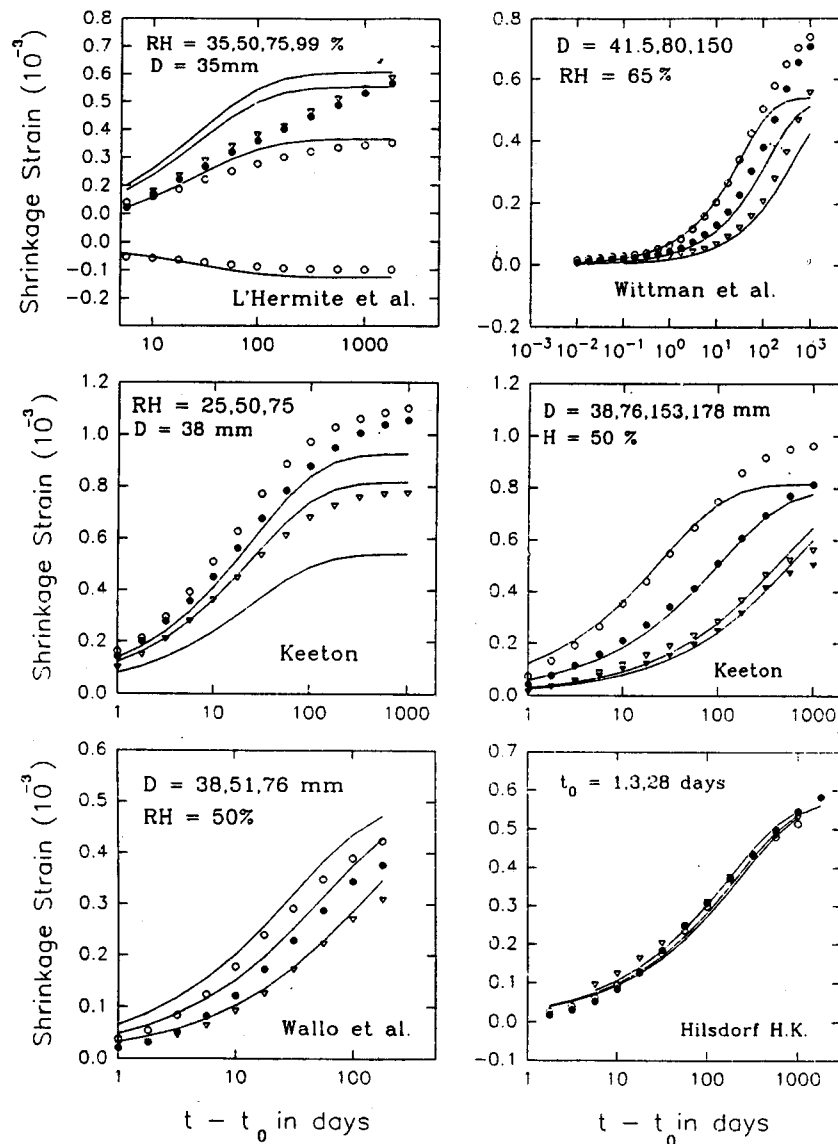 Shrinkage Strain (10⁻³)
0.8
0.7
0.6
0.5
0.4
0.3
0.2
0.1
0.0
0.0
−0.1
−0.2
RH = 35,50,75,99 %
D = 35mm
L'Hermite et al.
10
100
1000
0.8
0.6
0.4
0.2
0.0
−0.2
D = 41.5,80,150
RH = 65 %
Wittman et al.
10⁻³ 10⁻² 10⁻¹ 10⁰ 10¹ 10² 10³
Shrinkage Strain (10⁻³)
1.2
1.0
0.8
0.6
0.4
0.2
0.0
RH = 25,50,75
D = 38 mm
Keeton
1
10
100
1000
1.2
1.0
0.8
0.6
0.4
0.2
0.0
D = 38,76,153,178 mm
H = 50 %
Keeton
1
10
100
1000
Shrinkage Strain (10⁻³)
0.6
0.5
0.4
0.3
0.2
0.1
0.0
D = 38,51,76 mm
RH = 50%
Wallo et al.
1
10
100
t − t₀ in days
0.8
0.7
0.6
0.5
0.4
0.3
0.2
0.1
0.0
−0.1
t₀ = 1,3,28 days
Hilsdorf H.K.
1
10
100
1000
t − t₀ in days